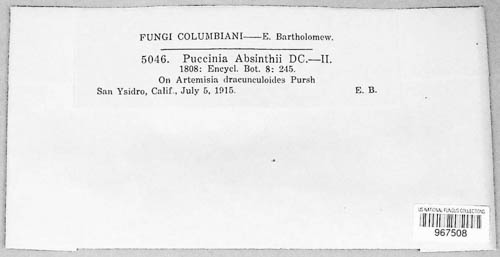 FUNGI COLUMBIANI—E. Bartholomew.
5046. Puccinia Absinthii DC.—II.
1808: Encycl. Bot. 8: 245.
On Artemisia dracunculoides Pursh
San Ysidro, Calif., July 5, 1915. E. B.
US NATIONAL FUNGUS COLLECTIONS
967508